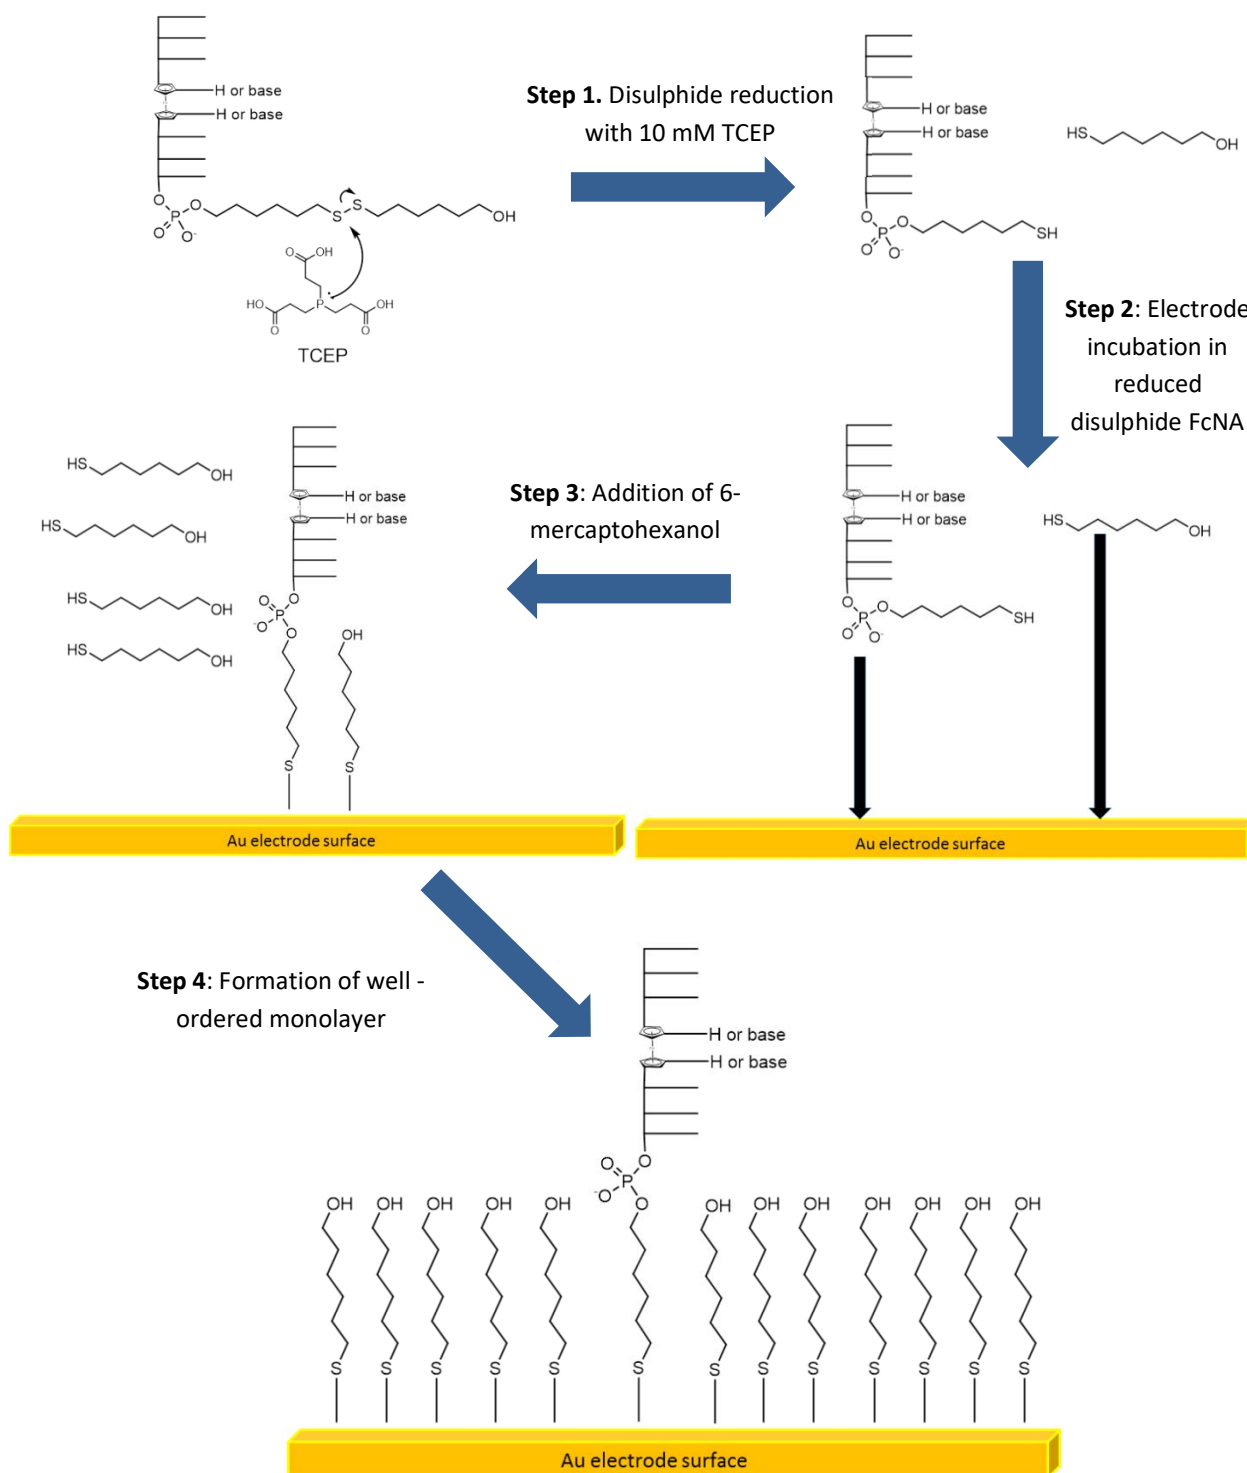 H or base
H or base
O
O
P
O
O⁻
S
S
OH
OH
O
HO
O
P
OH
O
TCEP
Step 1. Disulphide reduction
with 10 mM TCEP
H or base
H or base
HS
OH
O
O
P
O
O⁻
SH
Step 2: Electrode
incubation in
reduced
disulphide FcNA
H or base
H or base
HS
OH
O
O
P
O
O⁻
SH
Au electrode surface
Step 3: Addition of 6-
mercaptohexanol
HS
OH
HS
OH
HS
OH
HS
OH
H or base
H or base
O
O
P
⁻O
O
OH
S
S
Au electrode surface
Step 4: Formation of well -
ordered monolayer
H or base
H or base
O
O
P
⁻O
O
OH OH OH OH OH OH OH OH OH OH OH OH
S S S S S S S S S S S S S
Au electrode surface